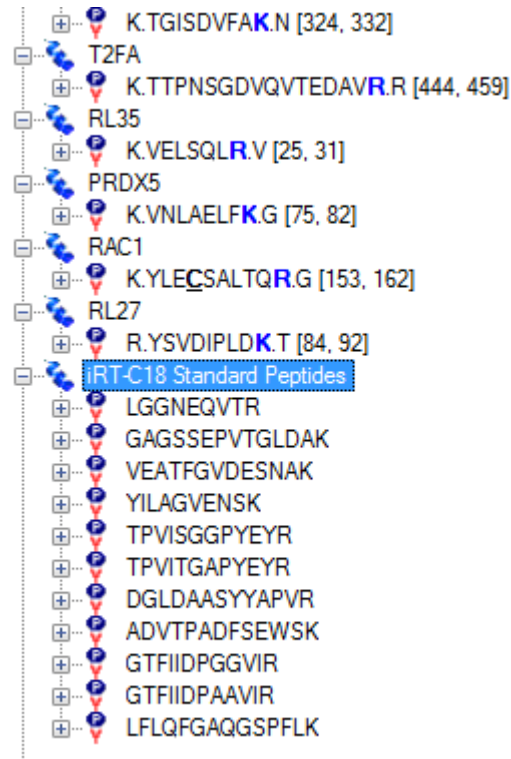 K.TGISDVFAK.N [324, 332]
T2FA
K.TTPNSGDVQVTEDAVR.R [444, 459]
RL35
K.VELSQLR.V [25, 31]
PRDX5
K.VNLAELFK.G [75, 82]
RAC1
K.YLECSALTQR.G [153, 162]
RL27
R.YSVDIPLDK.T [84, 92]
iRT-C18 Standard Peptides
LGGNEQVTR
GAGSSEPVTGLDAK
VEATFGVDESNAK
YILAGVENSK
TPVISGGPYEYR
TPVITGAPYEYR
DGLDAASYYAPVR
ADVTPADFSEWSK
GTFIIDPGGVIR
GTFIIDPAAVIR
LFLQFGAQGSPFLK